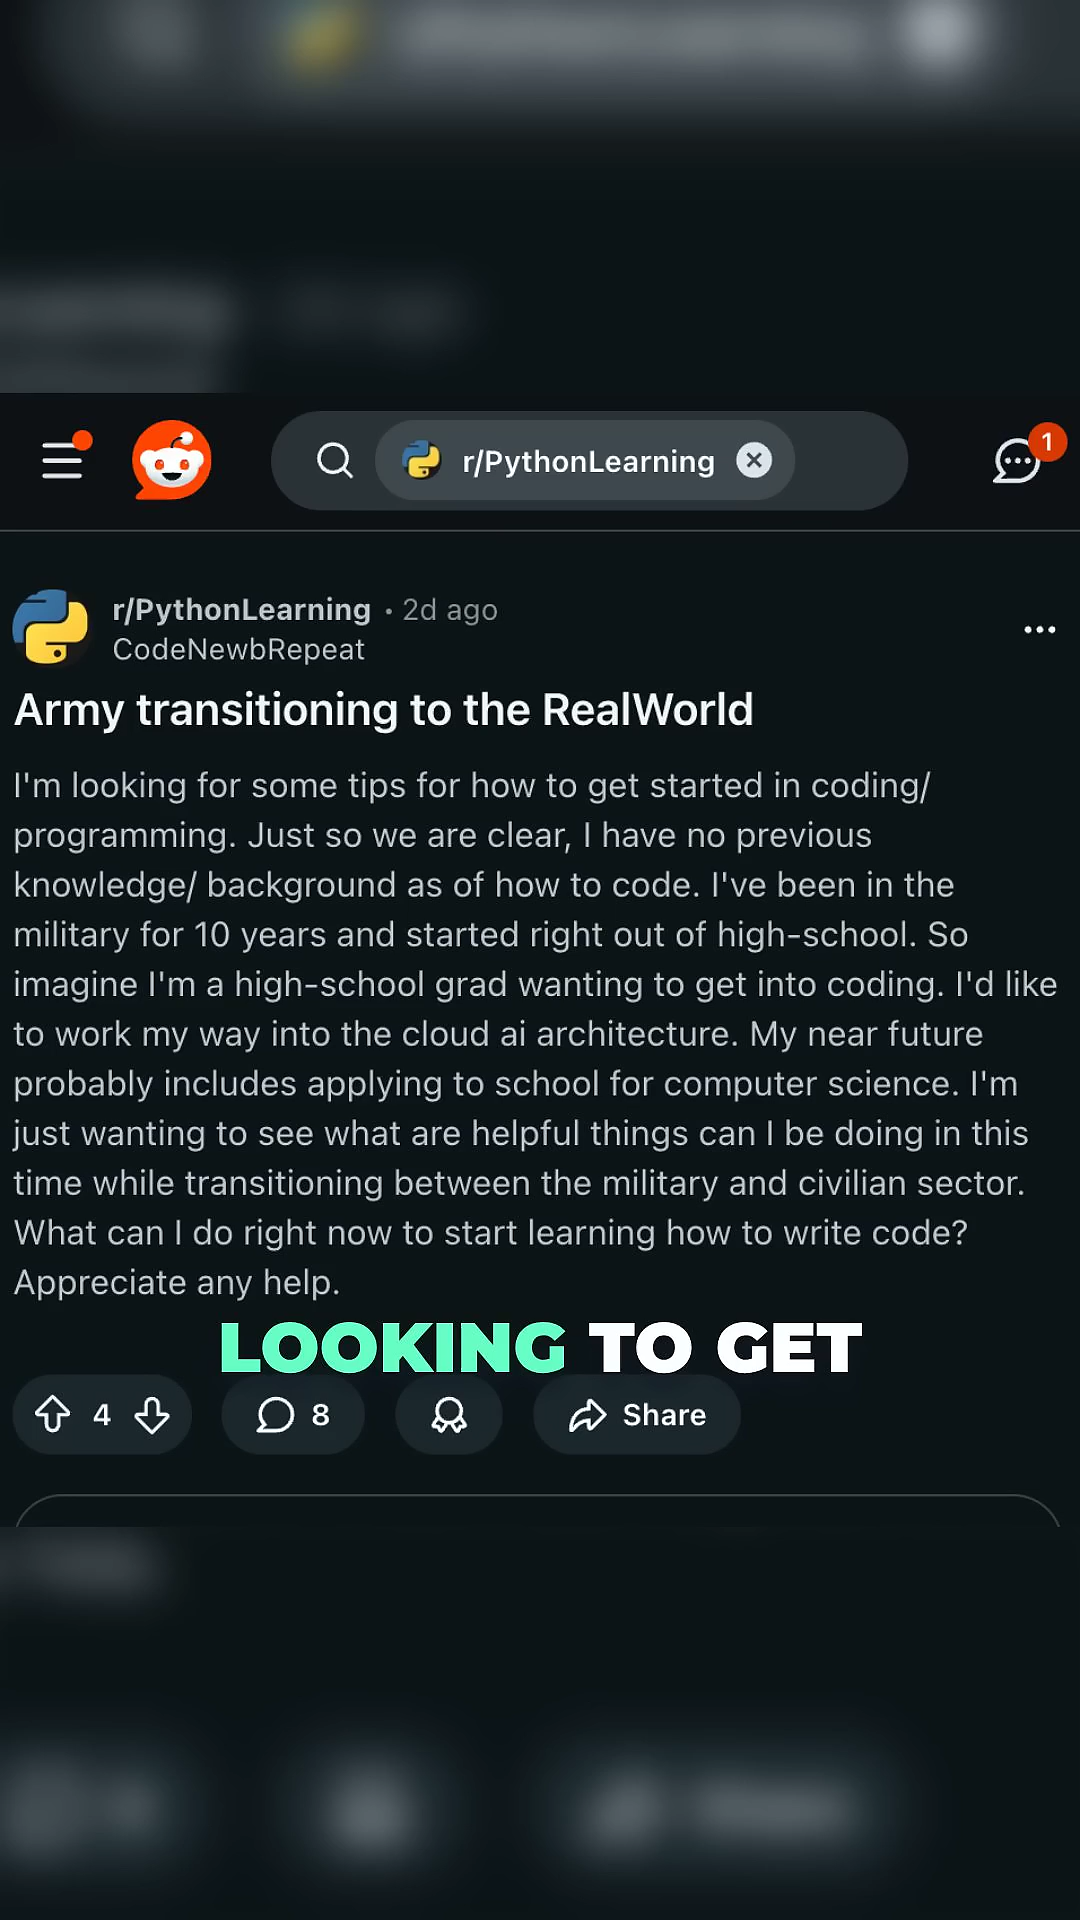 r/PythonLearning
1
r/PythonLearning • 2d ago
CodeNewbRepeat
Army transitioning to the RealWorld
I'm looking for some tips for how to get started in coding/
programming. Just so we are clear, I have no previous
knowledge/ background as of how to code. I've been in the
military for 10 years and started right out of high-school. So
imagine I'm a high-school grad wanting to get into coding. I'd like
to work my way into the cloud ai architecture. My near future
probably includes applying to school for computer science. I'm
just wanting to see what are helpful things can I be doing in this
time while transitioning between the military and civilian sector.
What can I do right now to start learning how to write code?
Appreciate any help.
LOOKING TO GET
4
8
Share